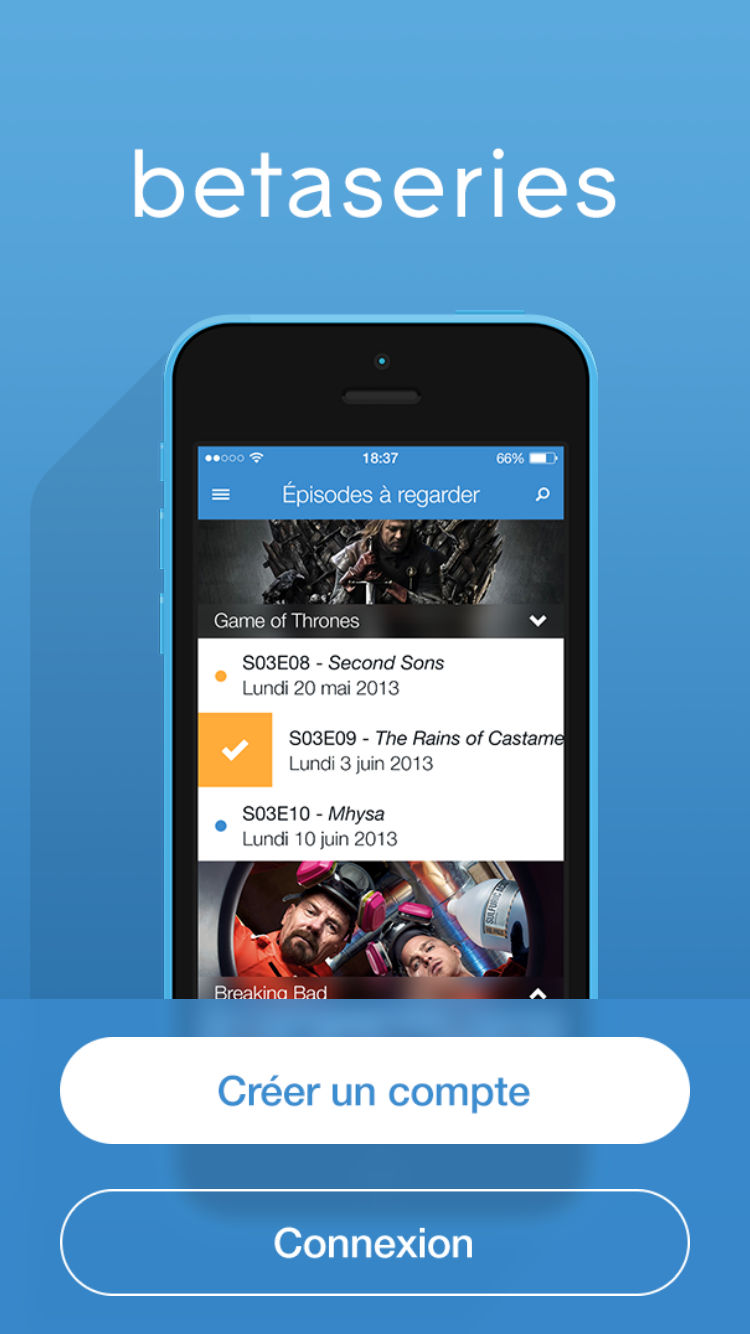 betaseries
18:37
66%
Épisodes à regarder
Game of Thrones
S03E08 - Second Sons
Lundi 20 mai 2013
S03E09 - The Rains of Castame
Lundi 3 juin 2013
S03E10 - Mhysa
Lundi 10 juin 2013
SULFURIC
Breaking Bad
Créer un compte
Connexion